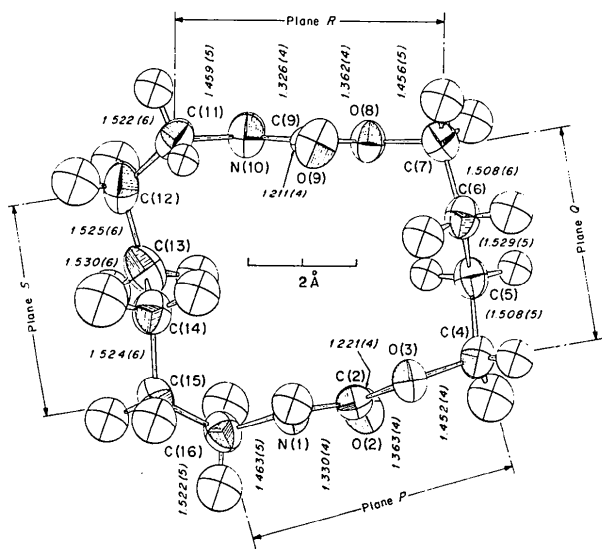 Plane R
1.459 (5)
1.326 (4)
1.362 (4)
1.456 (5)
C(11)
1.522 (6)
C(9)
O(8)
N(10)
O(9)
1.211(4)
C(7)
1.508 (6)
C(6)
C(12)
1.525(6)
C(13)
1.530 (6)
Plane S
Plane Q
(1.529(5)
2Å
C(5)
C(14)
(1.508(5)
C(4)
1.524(6)
1.221(4)
O(3)
C(15)
C(2)
C(16)
N(1)
O(2)
1.522(5)
1.463(5)
1.330 (4)
1.363(4)
1.452 (4)
Plane P